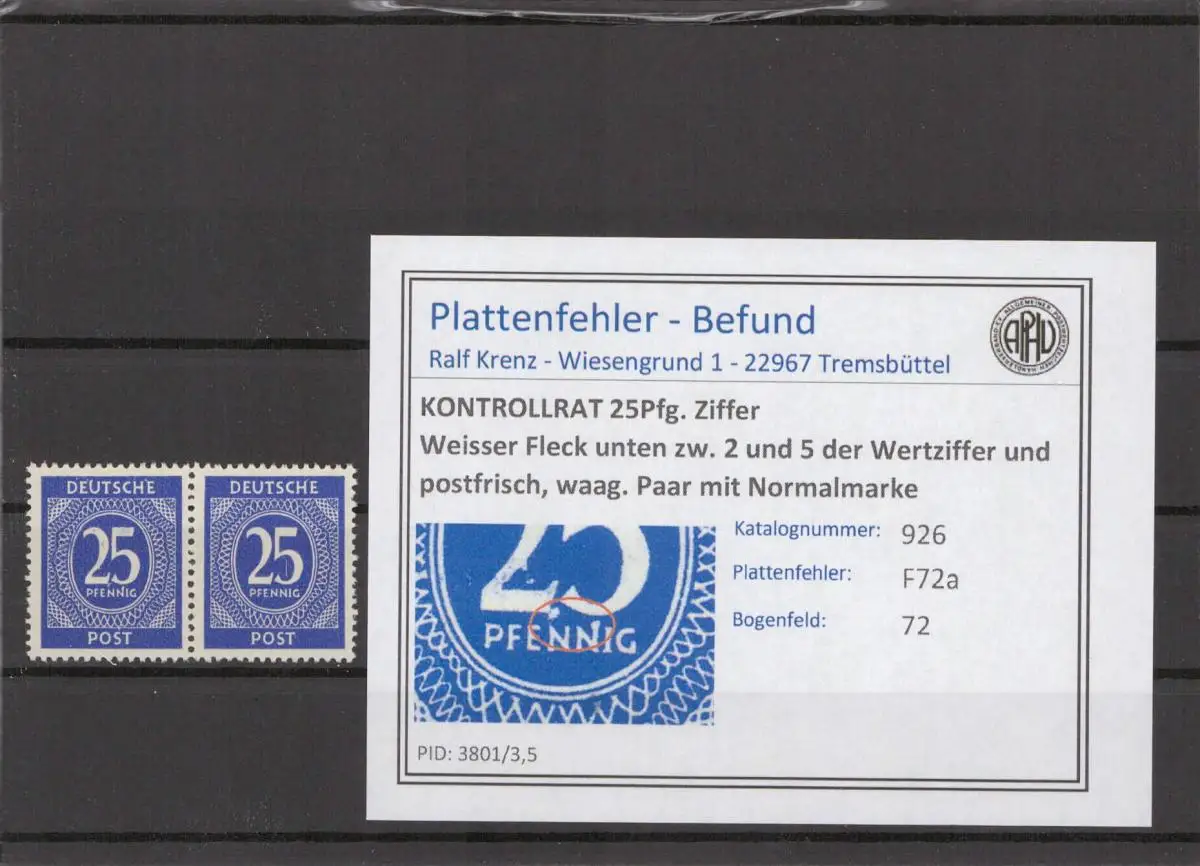 DEUTSCHE
25
PFENNIG
POST
DEUTSCHE
25
PFENNIG
POST
Plattenfehler - Befund
Ralf Krenz - Wiesengrund 1 - 22967 Tremsbüttel
APHV
KONTROLLRAT 25Pfg. Ziffer
Weisser Fleck unten zw. 2 und 5 der Wertziffer und
postfrisch, waag. Paar mit Normalmarke
25
PFENNIG
Katalognummer: 926
Plattenfehler: F72a
Bogenfeld: 72
PID: 3801/3,5